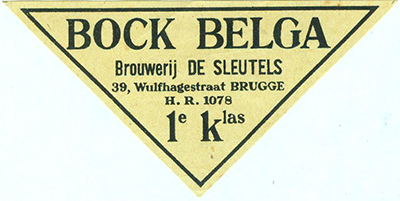 BOCK BELGA
Brouwerij DE SLEUTELS
39, Wulfhagestraat BRUGGE
H. R. 1078
1e klas